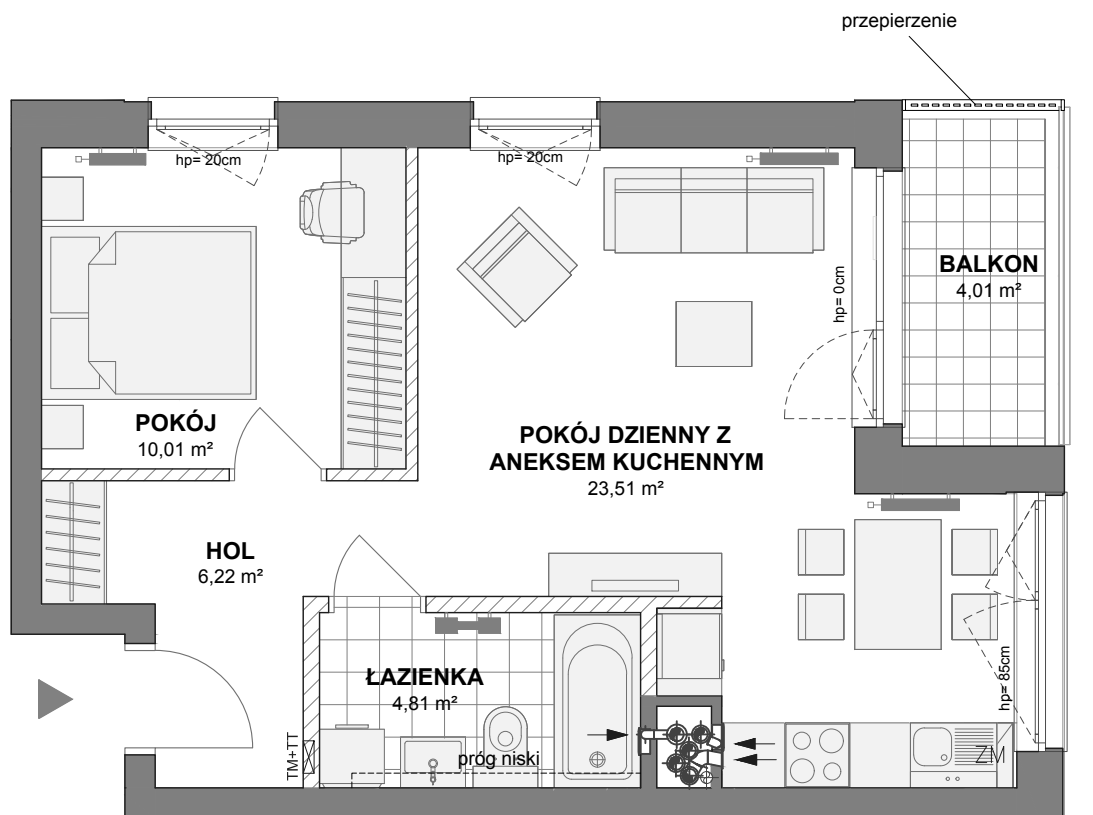 przepierzenie
hp= 20cm
hp= 20cm
BALKON
4,01 m²
hp= 0cm
POKÓJ
10,01 m²
POKÓJ DZIENNY Z
ANEKSEM KUCHENNYM
23,51 m²
HOL
6,22 m²
ŁAZIENKA
4,81 m²
hp= 85cm
TM+TT
próg niski
ZM